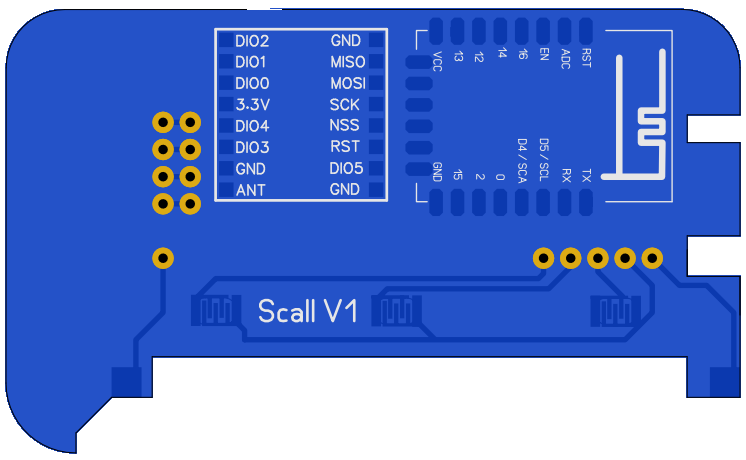 DIO2 GND
DIO1 MISO
DIO0 MOSI
3.3V SCK
DIO4 NSS
DIO3 RST
GND DIO5
ANT GND
VCC 13 12 14 16 EN ADC RST
GND 15 2 0 D4/SCA D5/SCL RX TX
Scall V1